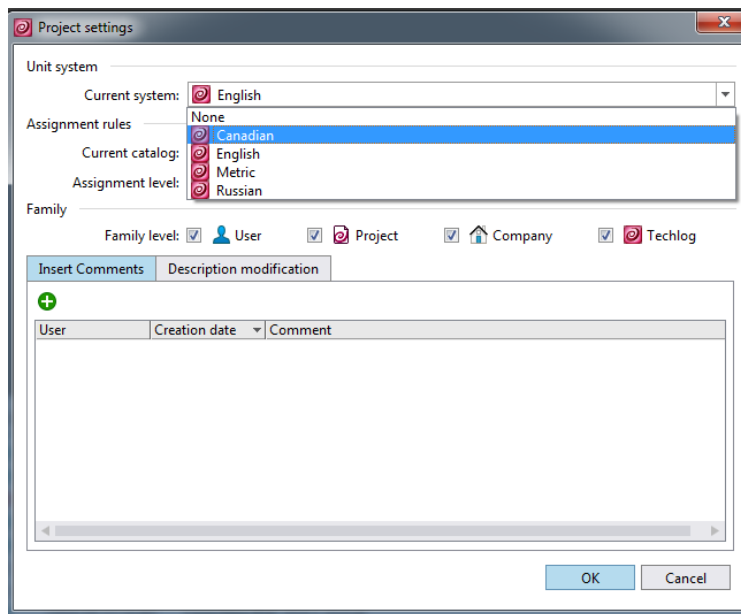 Project settings
Unit system
Current system: English
None
Assignment rules
Canadian
Current catalog: English
Metric
Assignment level: Russian
Family
Family level: User Project Company Techlog
Insert Comments Description modification
User Creation date Comment
OK Cancel